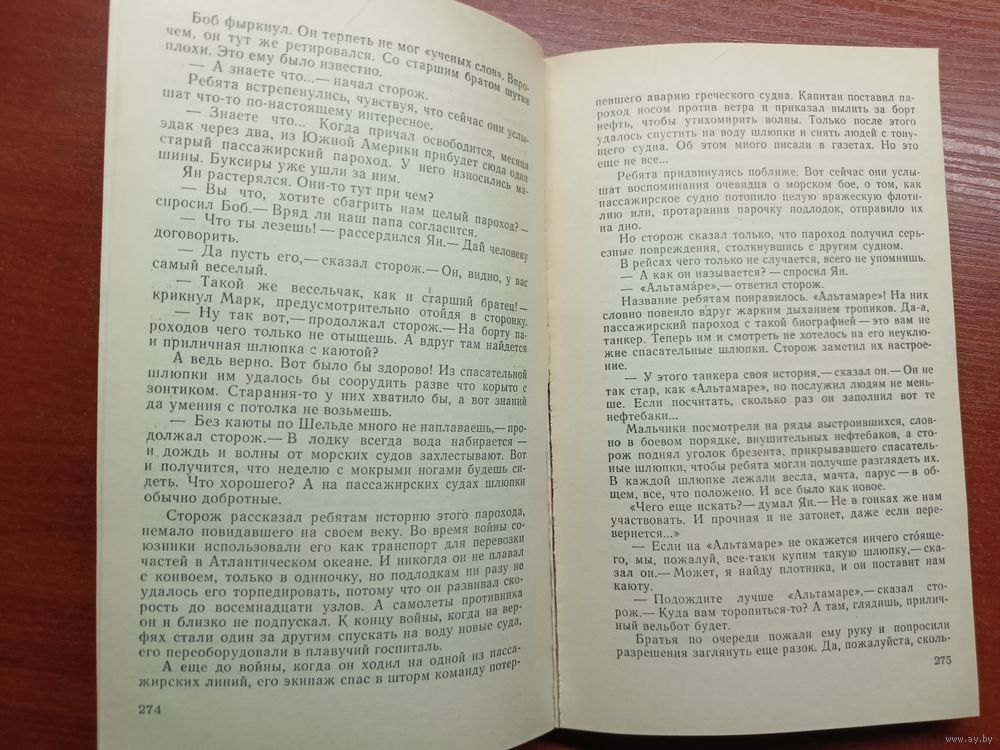 Боб фыркнул. Он терпеть не мог «ученых слов». Впро-
чем, он тут же ретировался. Со старшим братом шутки
плохи. Это ему было известно.
— А знаете что...— начал сторож.
Ребята встрепенулись, чувствуя, что сейчас они услы-
шат что-то по-настоящему интересное.
— Знаете что... Когда причал освободится, месяца
эдак через два, из Южной Америки прибудет сюда один
старый пассажирский пароход. У него износились ма-
шины. Буксиры уже ушли за ним.
Ян растерялся. Они-то тут при чем?
— Вы что, хотите сбагрить нам целый пароход?—
спросил Боб.— Вряд ли наш папа согласится.
— Что ты лезешь! — рассердился Ян.— Дай человеку
договорить.
— Да пусть его,— сказал сторож.— Он, видно, у вас
самый веселый.
— Такой же весельчак, как и старший братец!—
крикнул Марк, предусмотрительно отойдя в сторонку.
— Ну так вот,— продолжал сторож.— На борту па-
роходов чего только не отыщешь. А вдруг там найдется
и приличная шлюпка с каютой?
А ведь верно. Вот было бы здорово! Из спасательной
шлюпки им удалось бы соорудить разве что корыто с
зонтиком. Старания-то у них хватило бы, а вот знаний
да умения с потолка не возьмешь.
— Без каюты по Шельде много не наплаваешь,— про-
должал сторож.— В лодку всегда вода набирается —
и дождь и волны от морских судов захлестывают. Вот
и получится, что неделю с мокрыми ногами будешь си-
деть. Что хорошего? А на пассажирских судах шлюпки
обычно добротные.
Сторож рассказал ребятам историю этого парохода,
немало повидавшего на своем веку. Во время войны со-
юзники использовали его как транспорт для перевозки
частей в Атлантическом океане. И никогда он не плавал
с конвоем, только в одиночку, но подлодкам ни разу не
удалось его торпедировать, потому что он развивал ско-
рость до восемнадцати узлов. А самолеты противника
он и близко не подпускал. К концу войны, когда на вер-
фях стали один за другим спускать на воду новые суда,
его переоборудовали в плавучий госпиталь.
А еще до войны, когда он ходил на одной из пасса-
жирских линий, его экипаж спас в шторм команду потер-
274
певшего аварию греческого судна. Капитан поставил па-
роход носом против ветра и приказал вылить за борт
нефть, чтобы утихомирить волны. Только после этого
удалось спустить на воду шлюпки и снять людей с тону-
щего судна. Об этом много писали в газетах. Но это
еще не все...
Ребята придвинулись поближе. Вот сейчас они услы-
шат воспоминания очевидца о морском бое, о том, как
пассажирское судно потопило целую вражескую флоти-
лию или, протаранив парочку подлодок, отправило их
на дно.
Но сторож сказал только, что пароход получил серь-
езные повреждения, столкнувшись с другим судном.
В рейсах чего только не случается, всего не упомнишь.
— А как он называется? — спросил Ян.
— «Альтама́ре»,— ответил сторож.
Название ребятам понравилось. «Альтамаре»! На них
словно повеяло вдруг жарким дыханием тропиков. Да-а,
пассажирский пароход с такой биографией — это вам не
танкер. Теперь им и смотреть не хотелось на его неуклю-
жие спасательные шлюпки. Сторож заметил их настрое-
ние.
— У этого танкера своя история,— сказал он.— Он не
так стар, как «Альтамаре», но послужил людям не мень-
ше. Если посчитать, сколько раз он заполнил вот те
нефтебаки...
Мальчики посмотрели на ряды выстроившихся, слов-
но в боевом порядке, внушительных нефтебаков, а сто-
рож поднял уголок брезента, прикрывавшего спасатель-
ные шлюпки, чтобы ребята могли получше разглядеть их.
В каждой шлюпке лежали весла, мачта, парус — в об-
щем, все, что положено. И все было как новое.
«Чего еще искать?— думал Ян.— Не в гонках же нам
участвовать. И прочная и не затонет, даже если пере-
вернется...»
— Если на «Альтамаре» не окажется ничего сто́яще-
го, мы, пожалуй, все-таки купим такую шлюпку,— ска-
зал он.— Может, я найду плотника, и он поставит нам
каюту.
— Подождите лучше «Альтамаре»,— сказал сто-
рож.— Куда вам торопиться-то? А там, глядишь, прилич-
ный вельбот будет.
Братья по очереди пожали ему руку и попросили
разрешения заглянуть еще разок. Да, пожалуйста, сколь-
275
www.ay.by